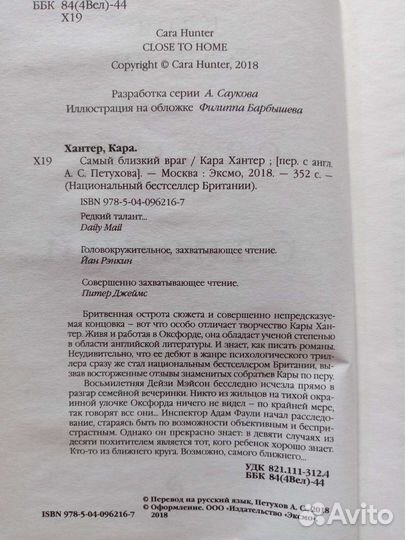 ББК 84(4Вел)-44
Х19
Cara Hunter
CLOSE TO HOME
Copyright © Cara Hunter, 2018
Разработка серии А. Саукова
Иллюстрация на обложке Филиппа Барбышева
Хантер, Кара.
Х19 Самый близкий враг / Кара Хантер ; [пер. с англ.
А. С. Петухова]. — Москва : Эксмо, 2018. — 352 с. —
(Национальный бестселлер Британии).
ISBN 978-5-04-096216-7
Редкий талант...
Daily Mail
Головокружительное, захватывающее чтение.
Йан Рэнкин
Совершенно захватывающее чтение.
Питер Джеймс
Бритвенная острота сюжета и совершенно непредсказуе-
мая концовка – вот что особо отличает творчество Кары Хан-
тер. Живя и работая в Оксфорде, она обладает ученой степенью
в области английской литературы. И знает, как писать романы.
Неудивительно, что ее дебют в жанре психологического трил-
лера сразу же стал национальным бестселлером Британии, вы-
звав восторженные отзывы знаменитых собратьев Кары по перу.
Восьмилетняя Дейзи Мэйсон бесследно исчезла прямо в
разгар семейной вечеринки. Никто из жильцов на тихой окра-
инной улочке Оксфорда ничего не видел – по крайней мере,
так говорят все они... Инспектор Адам Фаули начал расследо-
вание, стараясь быть по возможности объективным и беспри-
страстным. Однако он прекрасно знает: в девяти случаях из
десяти похитителем является тот, кого ребенок хорошо знает.
Кто-то из ближнего круга. Возможно, самого ближнего...
УДК 821.111-312.4
ББК 84(4Вел)-44
© Перевод на русский язык, Петухов А. С., 2018
© Оформление. ООО «Издательство «Эксмо»,
ISBN 978-5-04-096216-7 2018
Avito